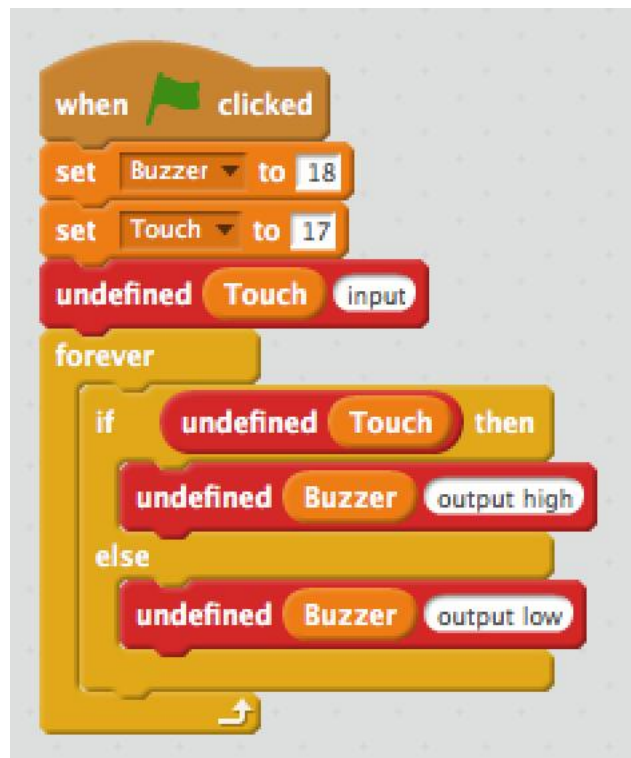 when clicked
set Buzzer to 18
set Touch to 17
undefined Touch input
forever
if undefined Touch then
undefined Buzzer output high
else
undefined Buzzer output low